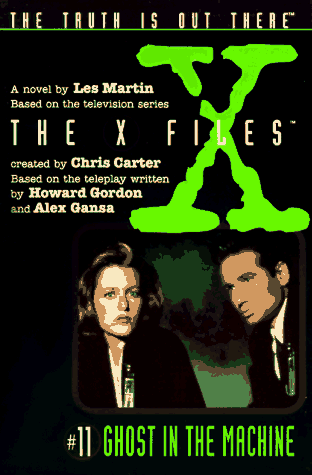 THE TRUTH IS OUT THERE™
A novel by Les Martin
Based on the television series
THE X FILES™
created by Chris Carter
Based on the teleplay written
by Howard Gordon
and Alex Gansa
X
#11 GHOST IN THE MACHINE